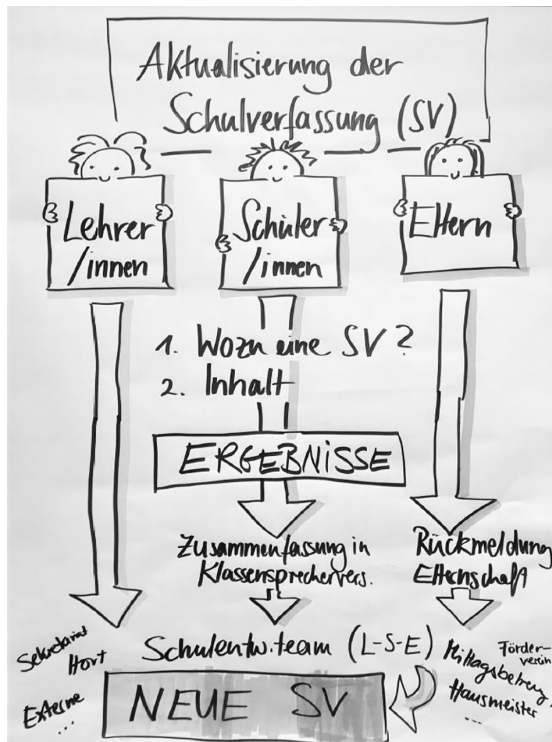 Aktualisierung der
Schulverfassung (SV)
Lehrer
/innen
Schüler
/innen
Eltern
1. Wozu eine SV?
2. Inhalt
ERGEBNISSE
Zusammenfassung in
Klassensprechervers.
Rückmeldung
Elternschaft
Schulentw.team (L-S-E)
Sekretariat
Hort
Externe
....
Mittagsbetreug.
Förder-
verein
Hausmeister
....
NEUE SV